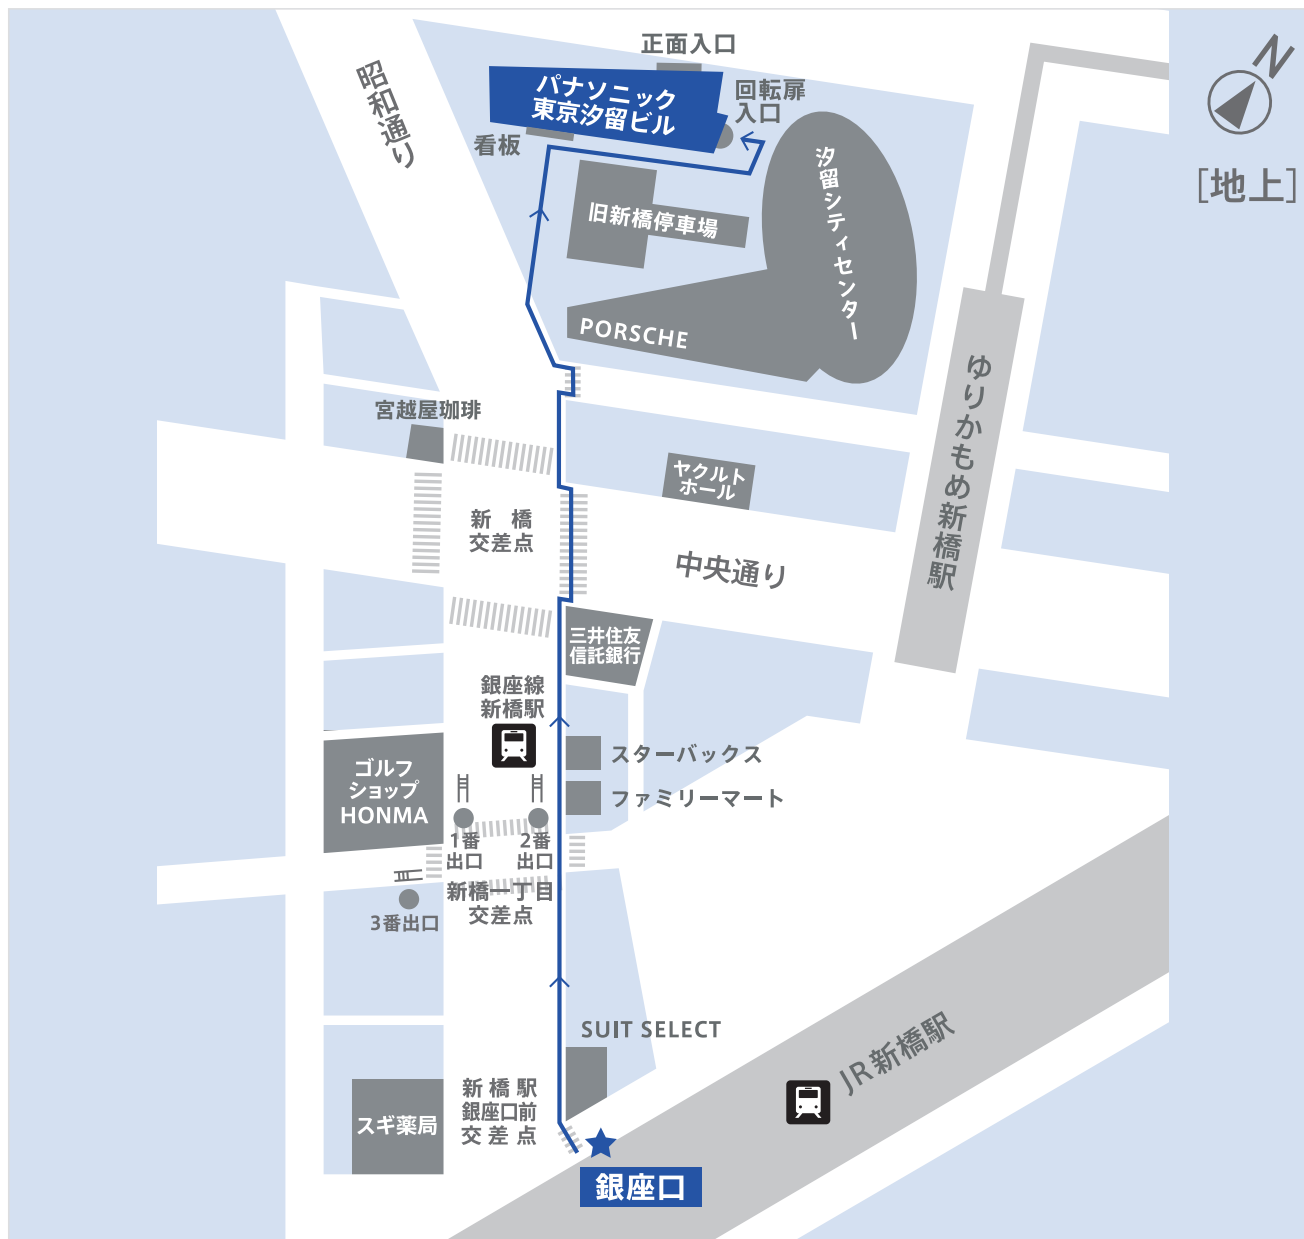 正面入口
パナソニック
東京汐留ビル
回転扉
入口
看板
昭和通り
N
[地上]
汐留シティセンター
旧新橋停車場
PORSCHE
ゆりかもめ新橋駅
宮越屋珈琲
ヤクルト
ホール
新 橋
交差点
中央通り
三井住友
信託銀行
銀座線
新橋駅
スターバックス
ファミリーマート
ゴルフ
ショップ
HONMA
1番
出口
2番
出口
新橋一丁目
交差点
3番出口
SUIT SELECT
JR新橋駅
新橋駅
銀座口前
交差点
スギ薬局
銀座口